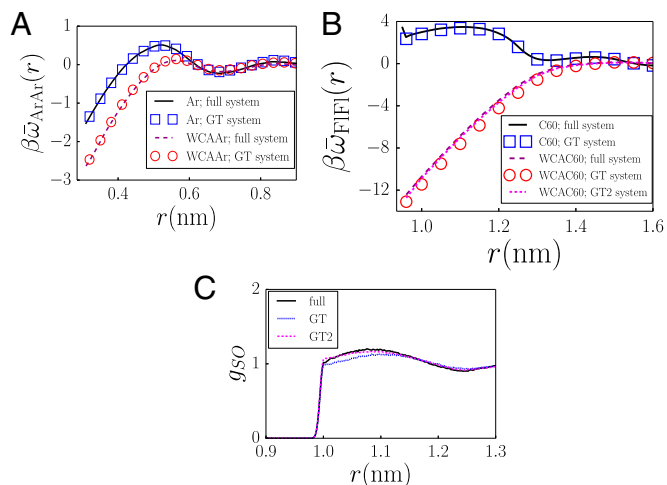 A
βω̄ArAr(r)
1
0
-1
-2
-3
Ar; full system
Ar; GT system
WCAAr; full system
WCAAr; GT system
0.4
0.6
0.8
r(nm)
B
βω̄FlFl(r)
4
0
-4
-8
-12
C60; full system
C60; GT system
WCAC60; full system
WCAC60; GT system
WCAC60; GT2 system
1.0
1.2
1.4
1.6
r(nm)
C
gSO
2
1
0
full
GT
GT2
0.9
1.0
1.1
1.2
1.3
r(nm)